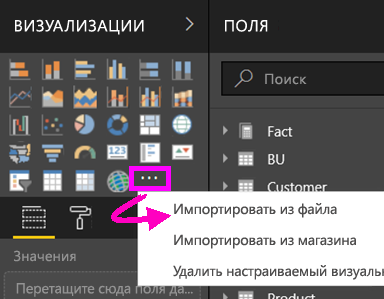 ВИЗУАЛИЗАЦИИ
ПОЛЯ
Поиск
Fact
BU
Customer
123
Импортировать из файла
Импортировать из магазина
Удалить настраиваемый визуаль
Значения
Перетащите сюда поля да...
Product